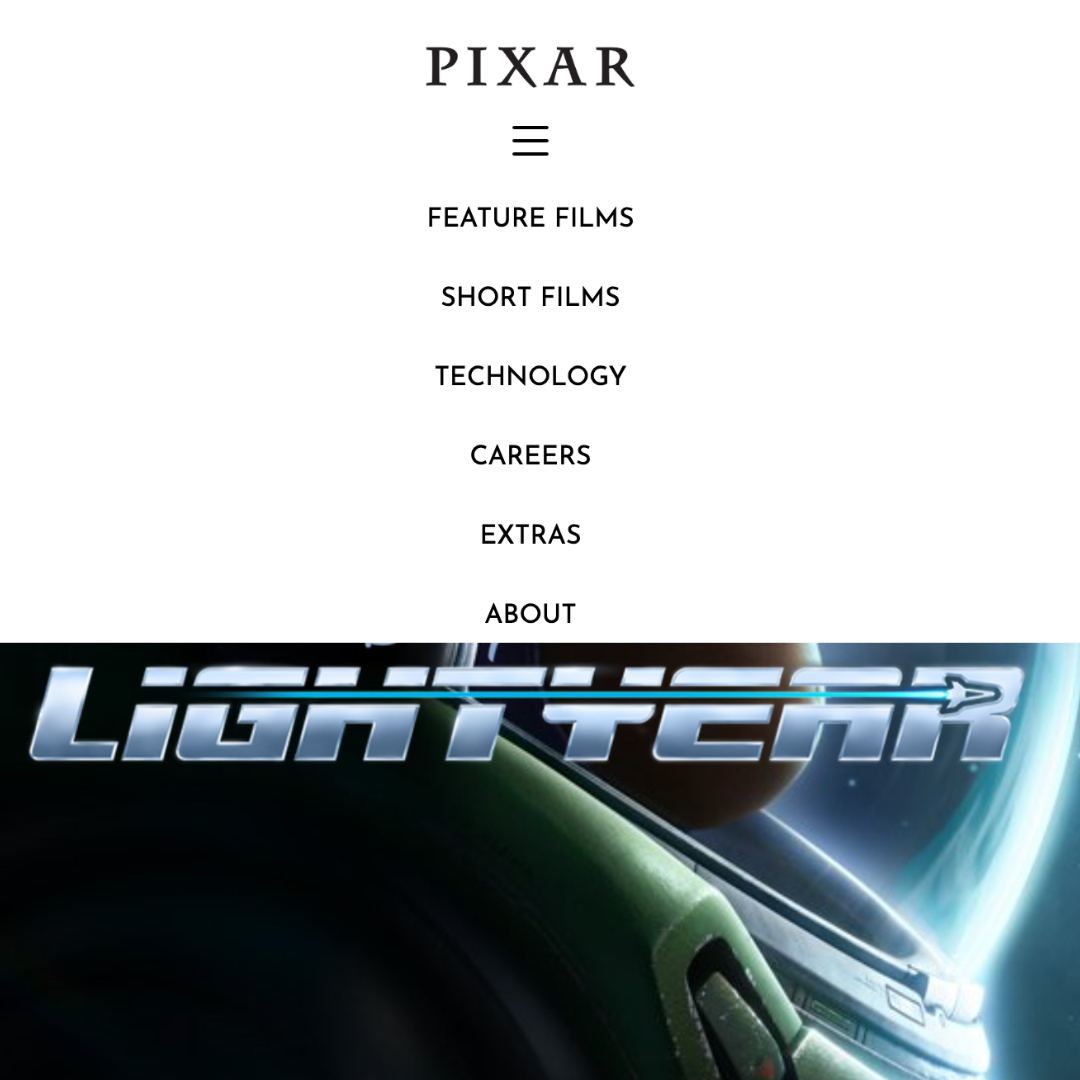 PIXAR
FEATURE FILMS
SHORT FILMS
TECHNOLOGY
CAREERS
EXTRAS
ABOUT
LIGHTYEAR